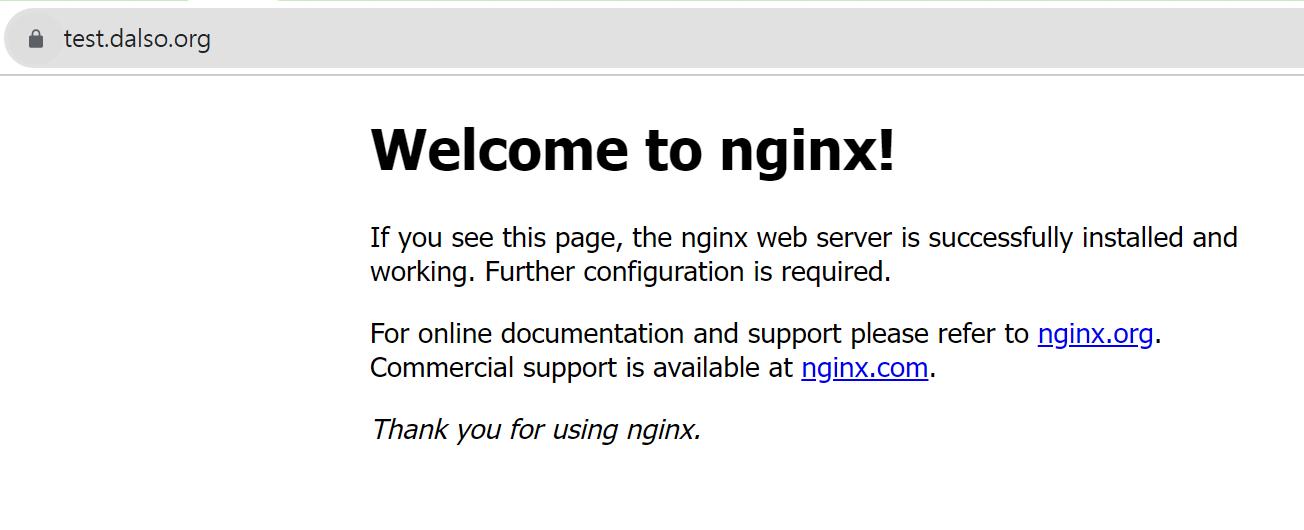 test.dalso.org
Welcome to nginx!
If you see this page, the nginx web server is successfully installed and
working. Further configuration is required.
For online documentation and support please refer to nginx.org.
Commercial support is available at nginx.com.
Thank you for using nginx.